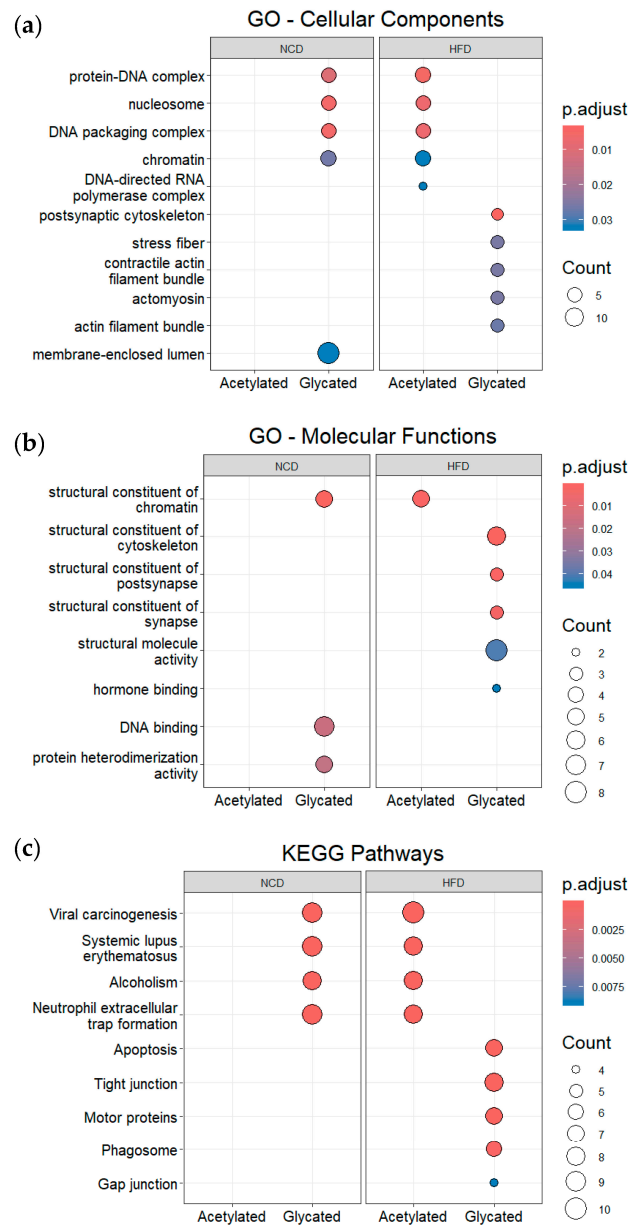 (a)
GO - Cellular Components
NCD
HFD
protein-DNA complex
nucleosome
DNA packaging complex
chromatin
DNA-directed RNA
polymerase complex
postsynaptic cytoskeleton
stress fiber
contractile actin
filament bundle
actomyosin
actin filament bundle
membrane-enclosed lumen
Acetylated
Glycated
Acetylated
Glycated
p.adjust
0.01
0.02
0.03
Count
5
10
(b)
GO - Molecular Functions
NCD
HFD
structural constituent of
chromatin
structural constituent of
cytoskeleton
structural constituent of
postsynapse
structural constituent of
synapse
structural molecule
activity
hormone binding
DNA binding
protein heterodimerization
activity
Acetylated
Glycated
Acetylated
Glycated
p.adjust
0.01
0.02
0.03
0.04
Count
2
3
4
5
6
7
8
(c)
KEGG Pathways
NCD
HFD
Viral carcinogenesis
Systemic lupus
erythematosus
Alcoholism
Neutrophil extracellular
trap formation
Apoptosis
Tight junction
Motor proteins
Phagosome
Gap junction
Acetylated
Glycated
Acetylated
Glycated
p.adjust
0.0025
0.0050
0.0075
Count
4
5
6
7
8
9
10